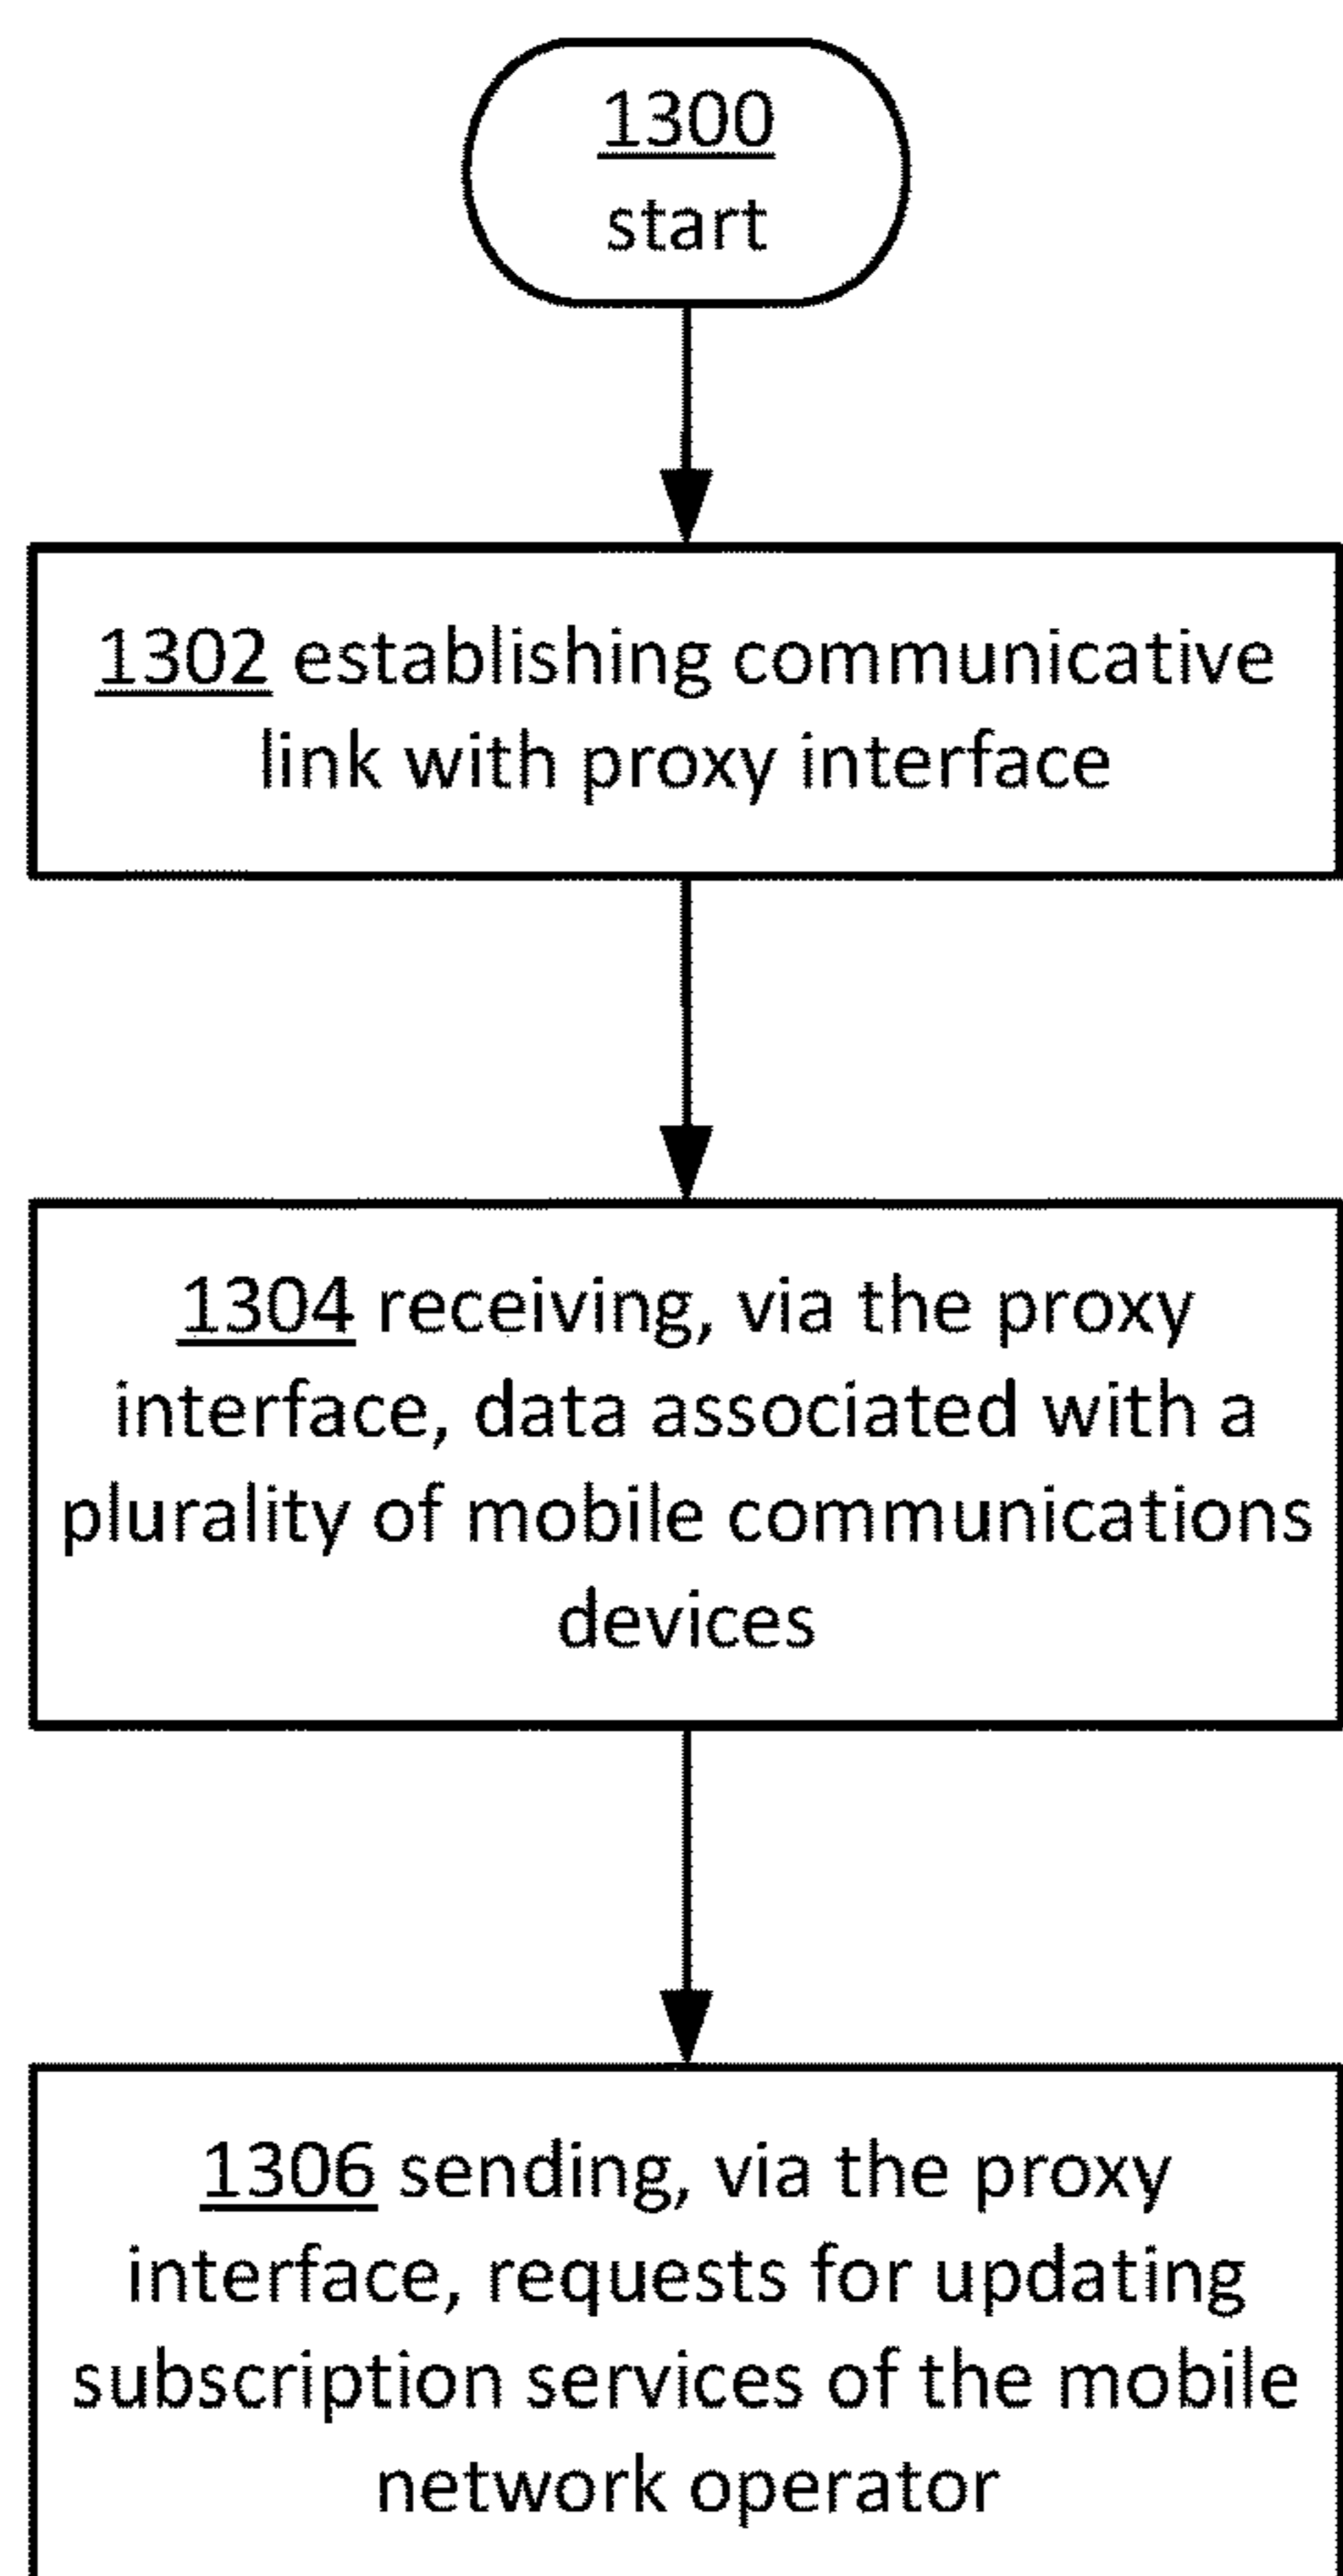 1300
start
1302 establishing communicative
link with proxy interface
1304 receiving, via the proxy
interface, data associated with a
plurality of mobile communications
devices
1306 sending, via the proxy
interface, requests for updating
subscription services of the mobile
network operator